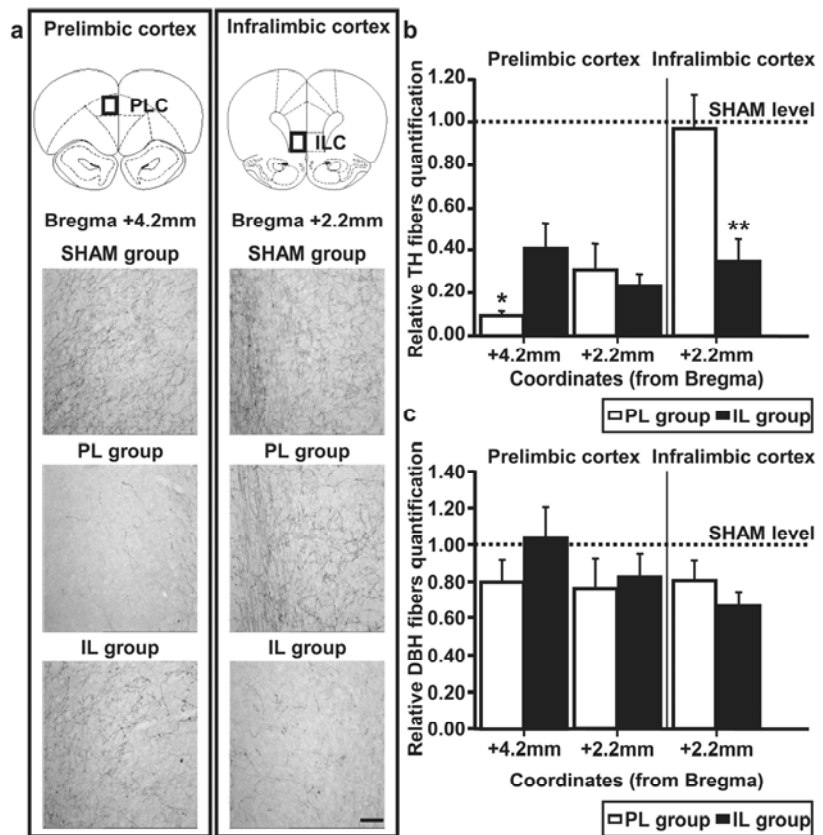 a
Prelimbic cortex
PLC
Bregma +4.2mm
SHAM group
PL group
IL group
Infralimbic cortex
ILC
Bregma +2.2mm
SHAM group
PL group
IL group
b
Prelimbic cortex Infralimbic cortex
Relative TH fibers quantification
1.20
1.00
0.80
0.60
0.40
0.20
0.00
SHAM level
*
**
+4.2mm +2.2mm +2.2mm
Coordinates (from Bregma)
PL group IL group
c
Prelimbic cortex Infralimbic cortex
Relative DBH fibers quantification
1.40
1.20
1.00
0.80
0.60
0.40
0.20
0.00
SHAM level
+4.2mm +2.2mm +2.2mm
Coordinates (from Bregma)
PL group IL group